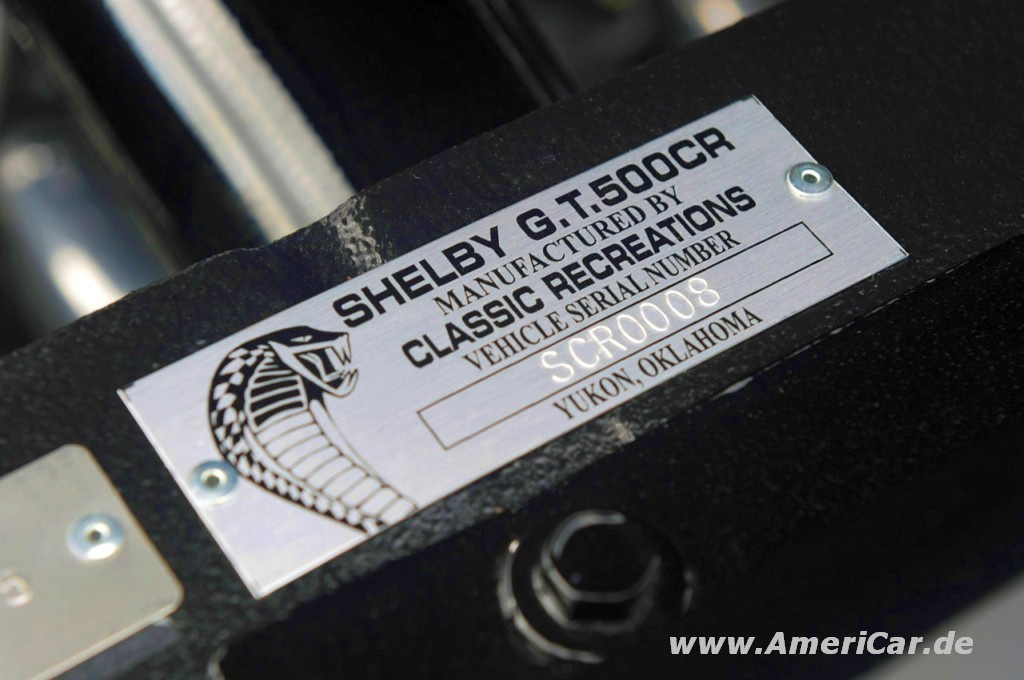 SHELBY G.T.500CR
MANUFACTURED BY
CLASSIC RECREATIONS
VEHICLE SERIAL NUMBER
SCR0008
YUKON, OKLAHOMA
www.AmeriCar.de